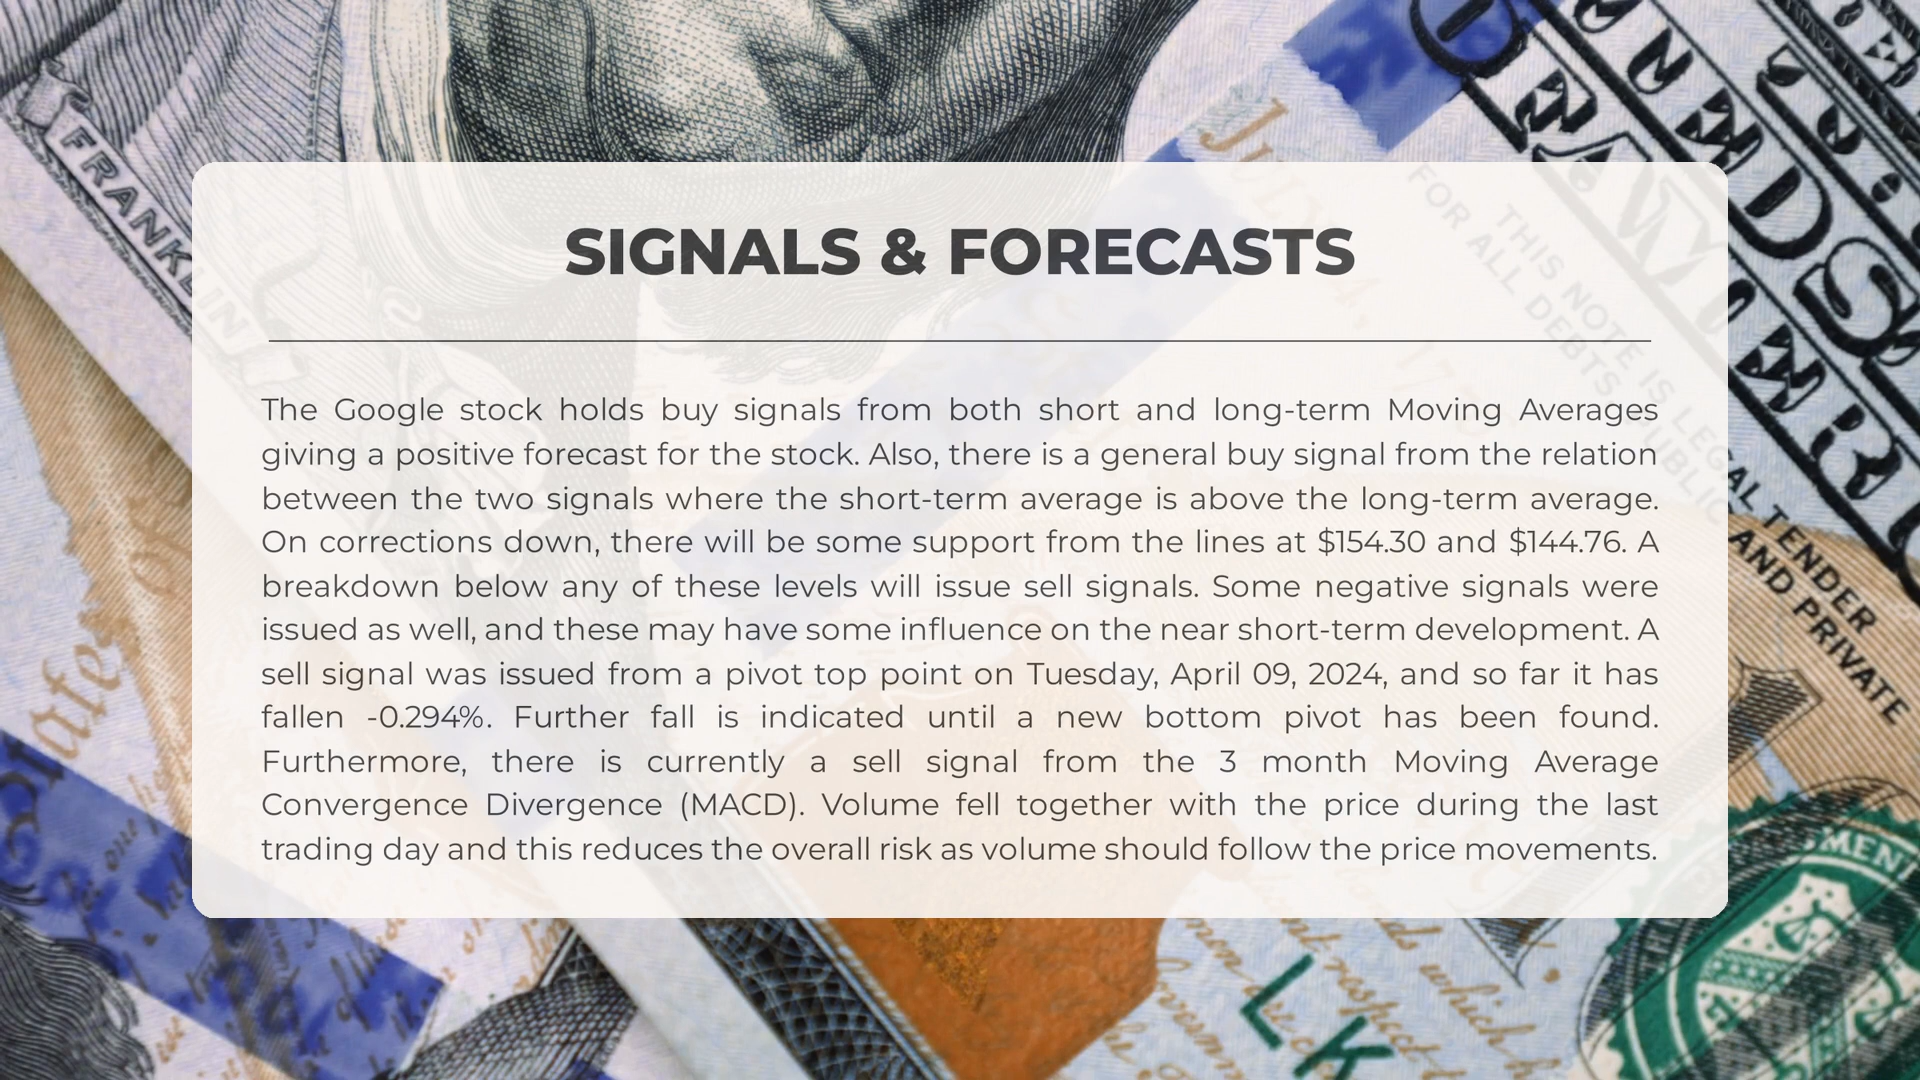 FRANKLIN
JULY 4, 1776
THIS NOTE IS LEGAL TENDER
FOR ALL DEBTS, PUBLIC AND PRIVATE
SIGNALS & FORECASTS
The Google stock holds buy signals from both short and long-term Moving Averages
giving a positive forecast for the stock. Also, there is a general buy signal from the relation
between the two signals where the short-term average is above the long-term average.
On corrections down, there will be some support from the lines at $154.30 and $144.76. A
breakdown below any of these levels will issue sell signals. Some negative signals were
issued as well, and these may have some influence on the near short-term development. A
sell signal was issued from a pivot top point on Tuesday, April 09, 2024, and so far it has
fallen -0.294%. Further fall is indicated until a new bottom pivot has been found.
Furthermore, there is currently a sell signal from the 3 month Moving Average
Convergence Divergence (MACD). Volume fell together with the price during the last
trading day and this reduces the overall risk as volume should follow the price movements.
LK